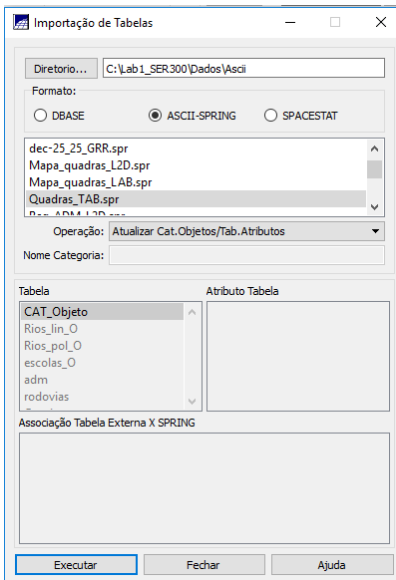 Importação de Tabelas
Diretorio... C:\Lab1_SER300\Dados\Ascii
Formato:
DBASE ASCII-SPRING SPACESTAT
dec-25_25_GRR.spr
Mapa_quadras_L2D.spr
Mapa_quadras_LAB.spr
Quadras_TAB.spr
Operação: Atualizar Cat.Objetos/Tab.Atributos
Nome Categoria:
Tabela Atributo Tabela
CAT_Objeto
Rios_lin_O
Rios_pol_O
escolas_O
adm
rodovias
Associação Tabela Externa X SPRING
Executar Fechar Ajuda